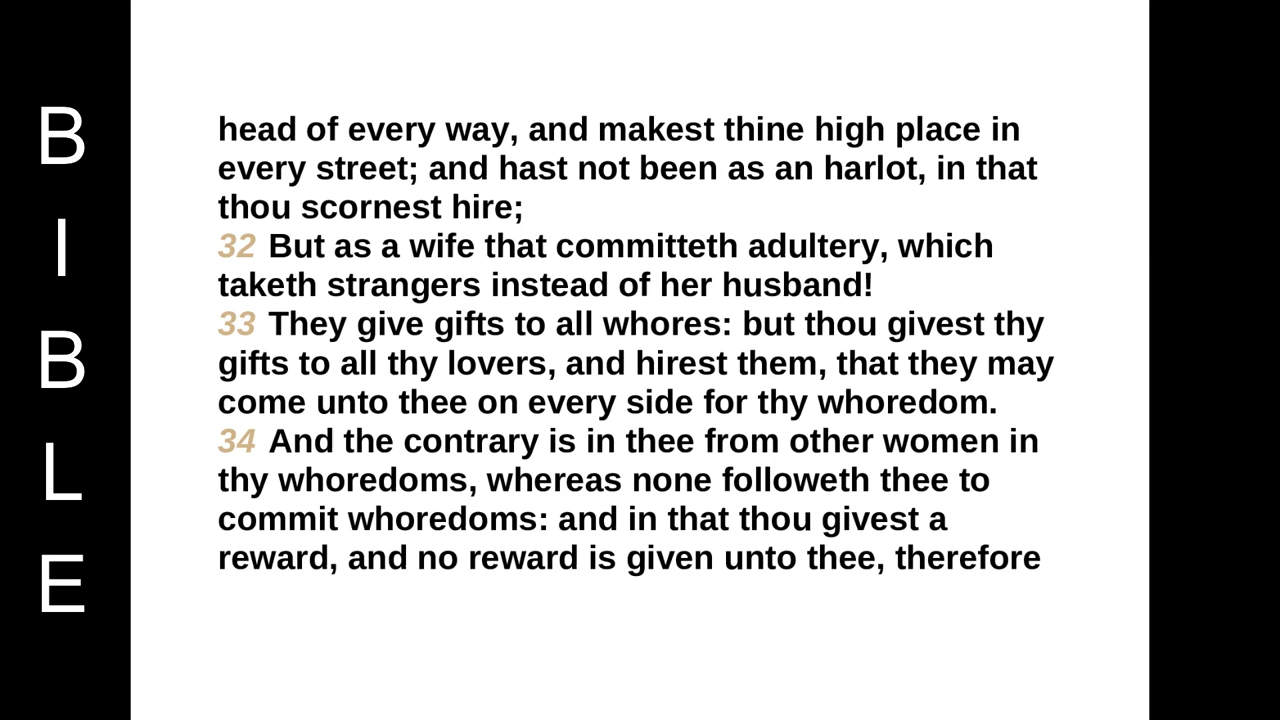 BIBLE
head of every way, and makest thine high place in
every street; and hast not been as an harlot, in that
thou scornest hire;
32 But as a wife that committeth adultery, which
taketh strangers instead of her husband!
33 They give gifts to all whores: but thou givest thy
gifts to all thy lovers, and hirest them, that they may
come unto thee on every side for thy whoredom.
34 And the contrary is in thee from other women in
thy whoredoms, whereas none followeth thee to
commit whoredoms: and in that thou givest a
reward, and no reward is given unto thee, therefore